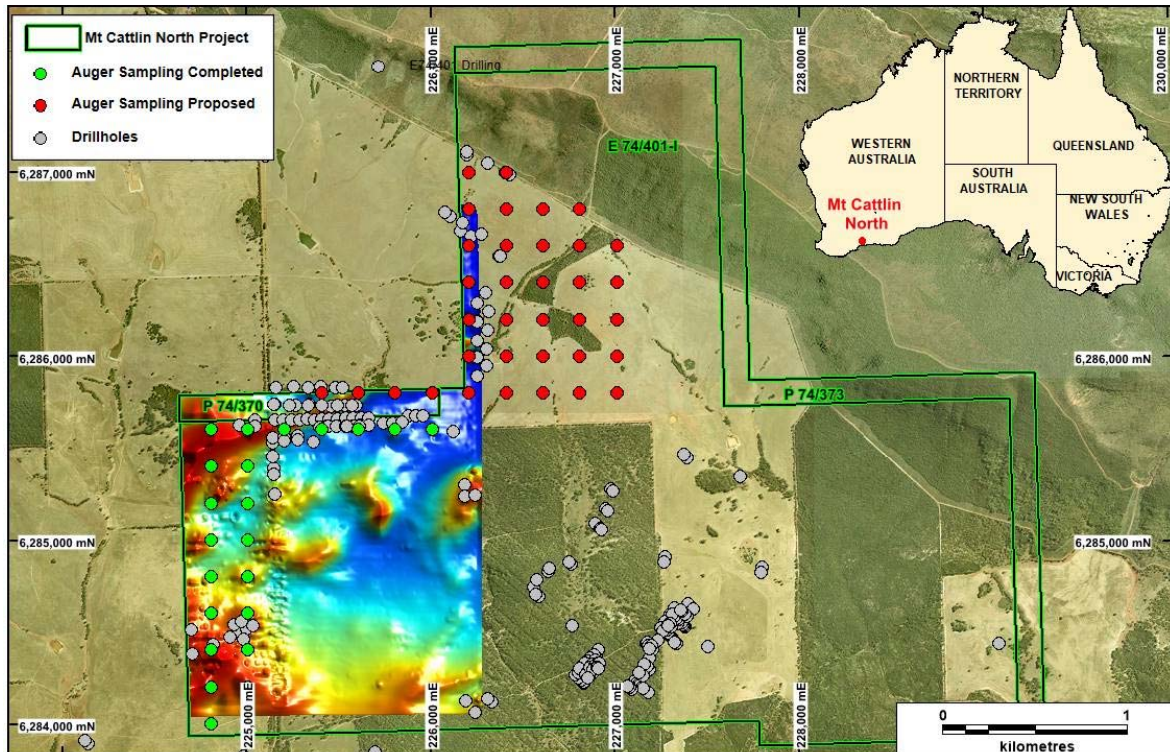 Mt Cattlin North Project
Auger Sampling Completed
Auger Sampling Proposed
Drillholes
E74/401 Drilling
226,000 mE
227,000 mE
228,000 mE
230,0
NORTHERN
TERRITORY
WESTERN
AUSTRALIA
QUEENSLAND
SOUTH
AUSTRALIA
NEW SOUTH
WALES
VICTORIA
Mt Cattlin
North
E 74/401-I
6,287,000 mN
6,286,000 mN
6,286,000 mN
P 74/370
P 74/373
6,285,000 mN
6,285,000 mN
6,284,000 mN
225,000 mE
226,000 mE
227,000 mE
228,000 mE
0
1
kilometres